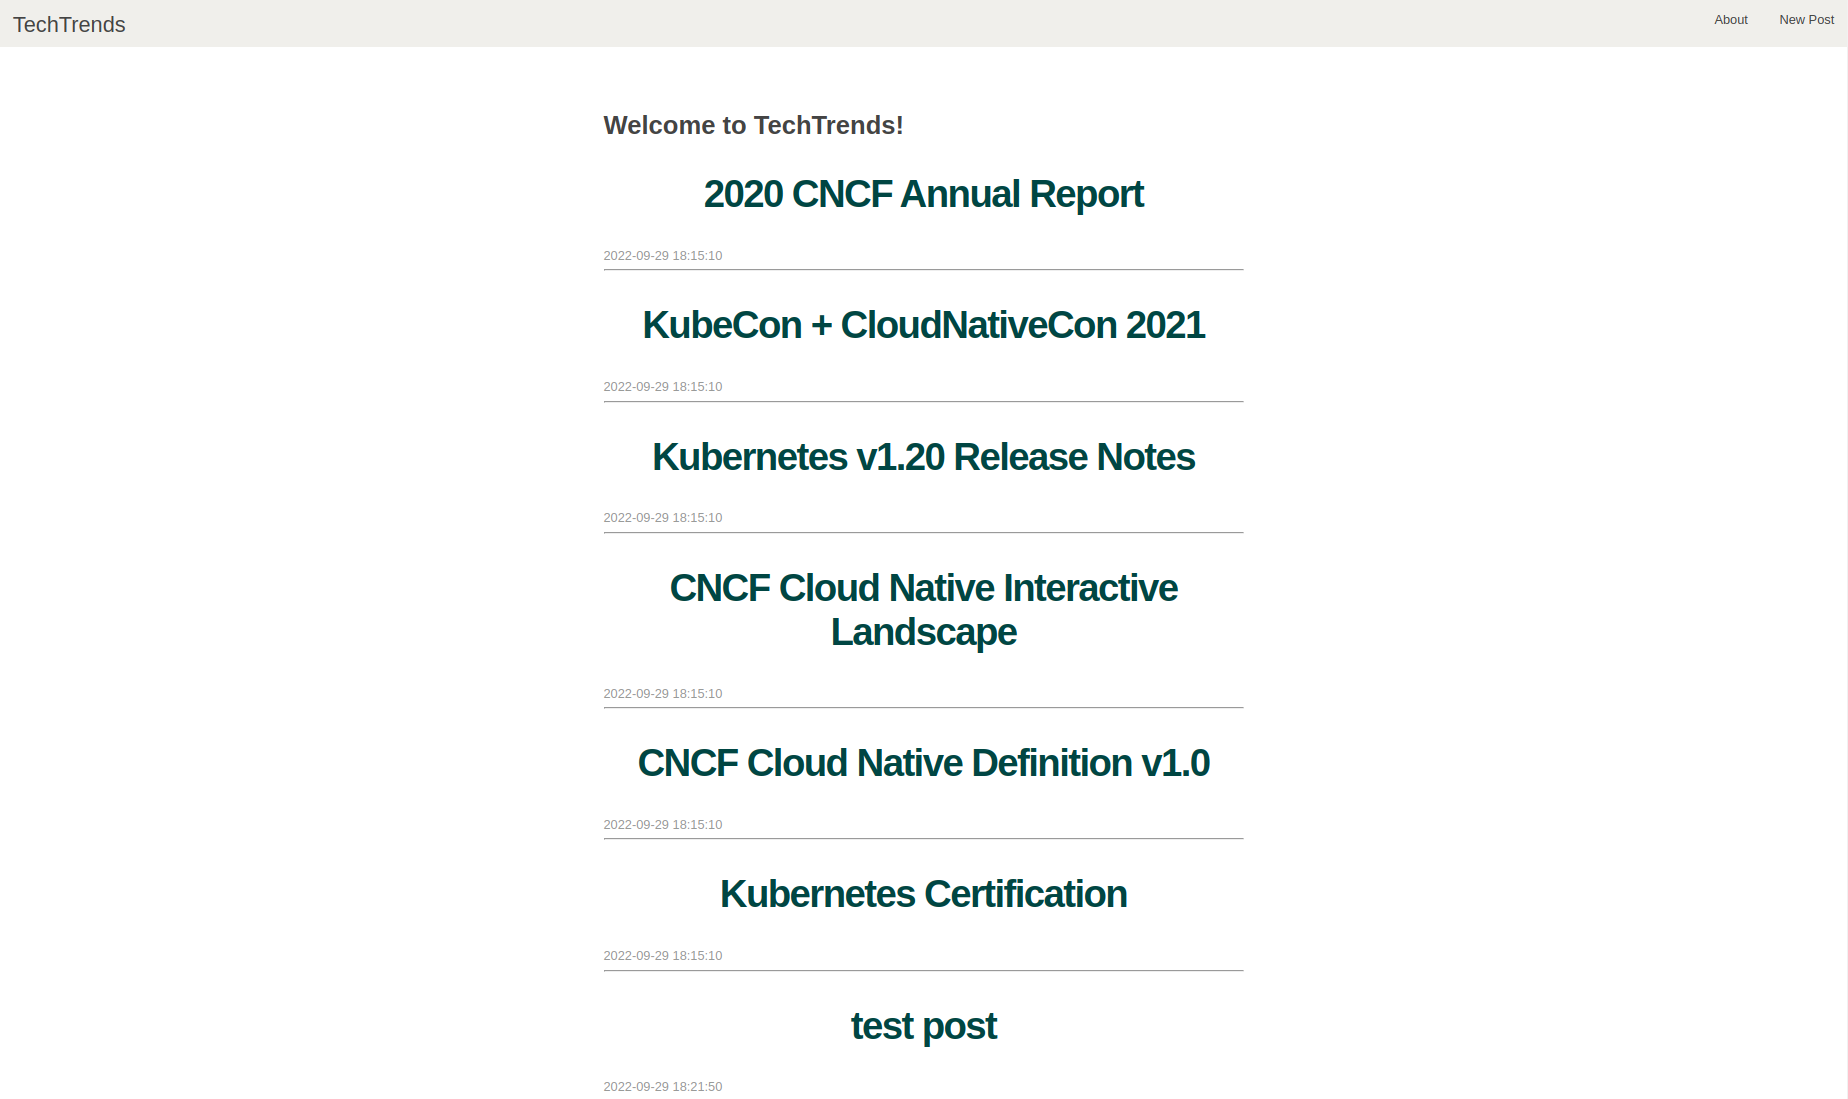 TechTrends
About
New Post
Welcome to TechTrends!
2020 CNCF Annual Report
2022-09-29 18:15:10
KubeCon + CloudNativeCon 2021
2022-09-29 18:15:10
Kubernetes v1.20 Release Notes
2022-09-29 18:15:10
CNCF Cloud Native Interactive
Landscape
2022-09-29 18:15:10
CNCF Cloud Native Definition v1.0
2022-09-29 18:15:10
Kubernetes Certification
2022-09-29 18:15:10
test post
2022-09-29 18:21:50